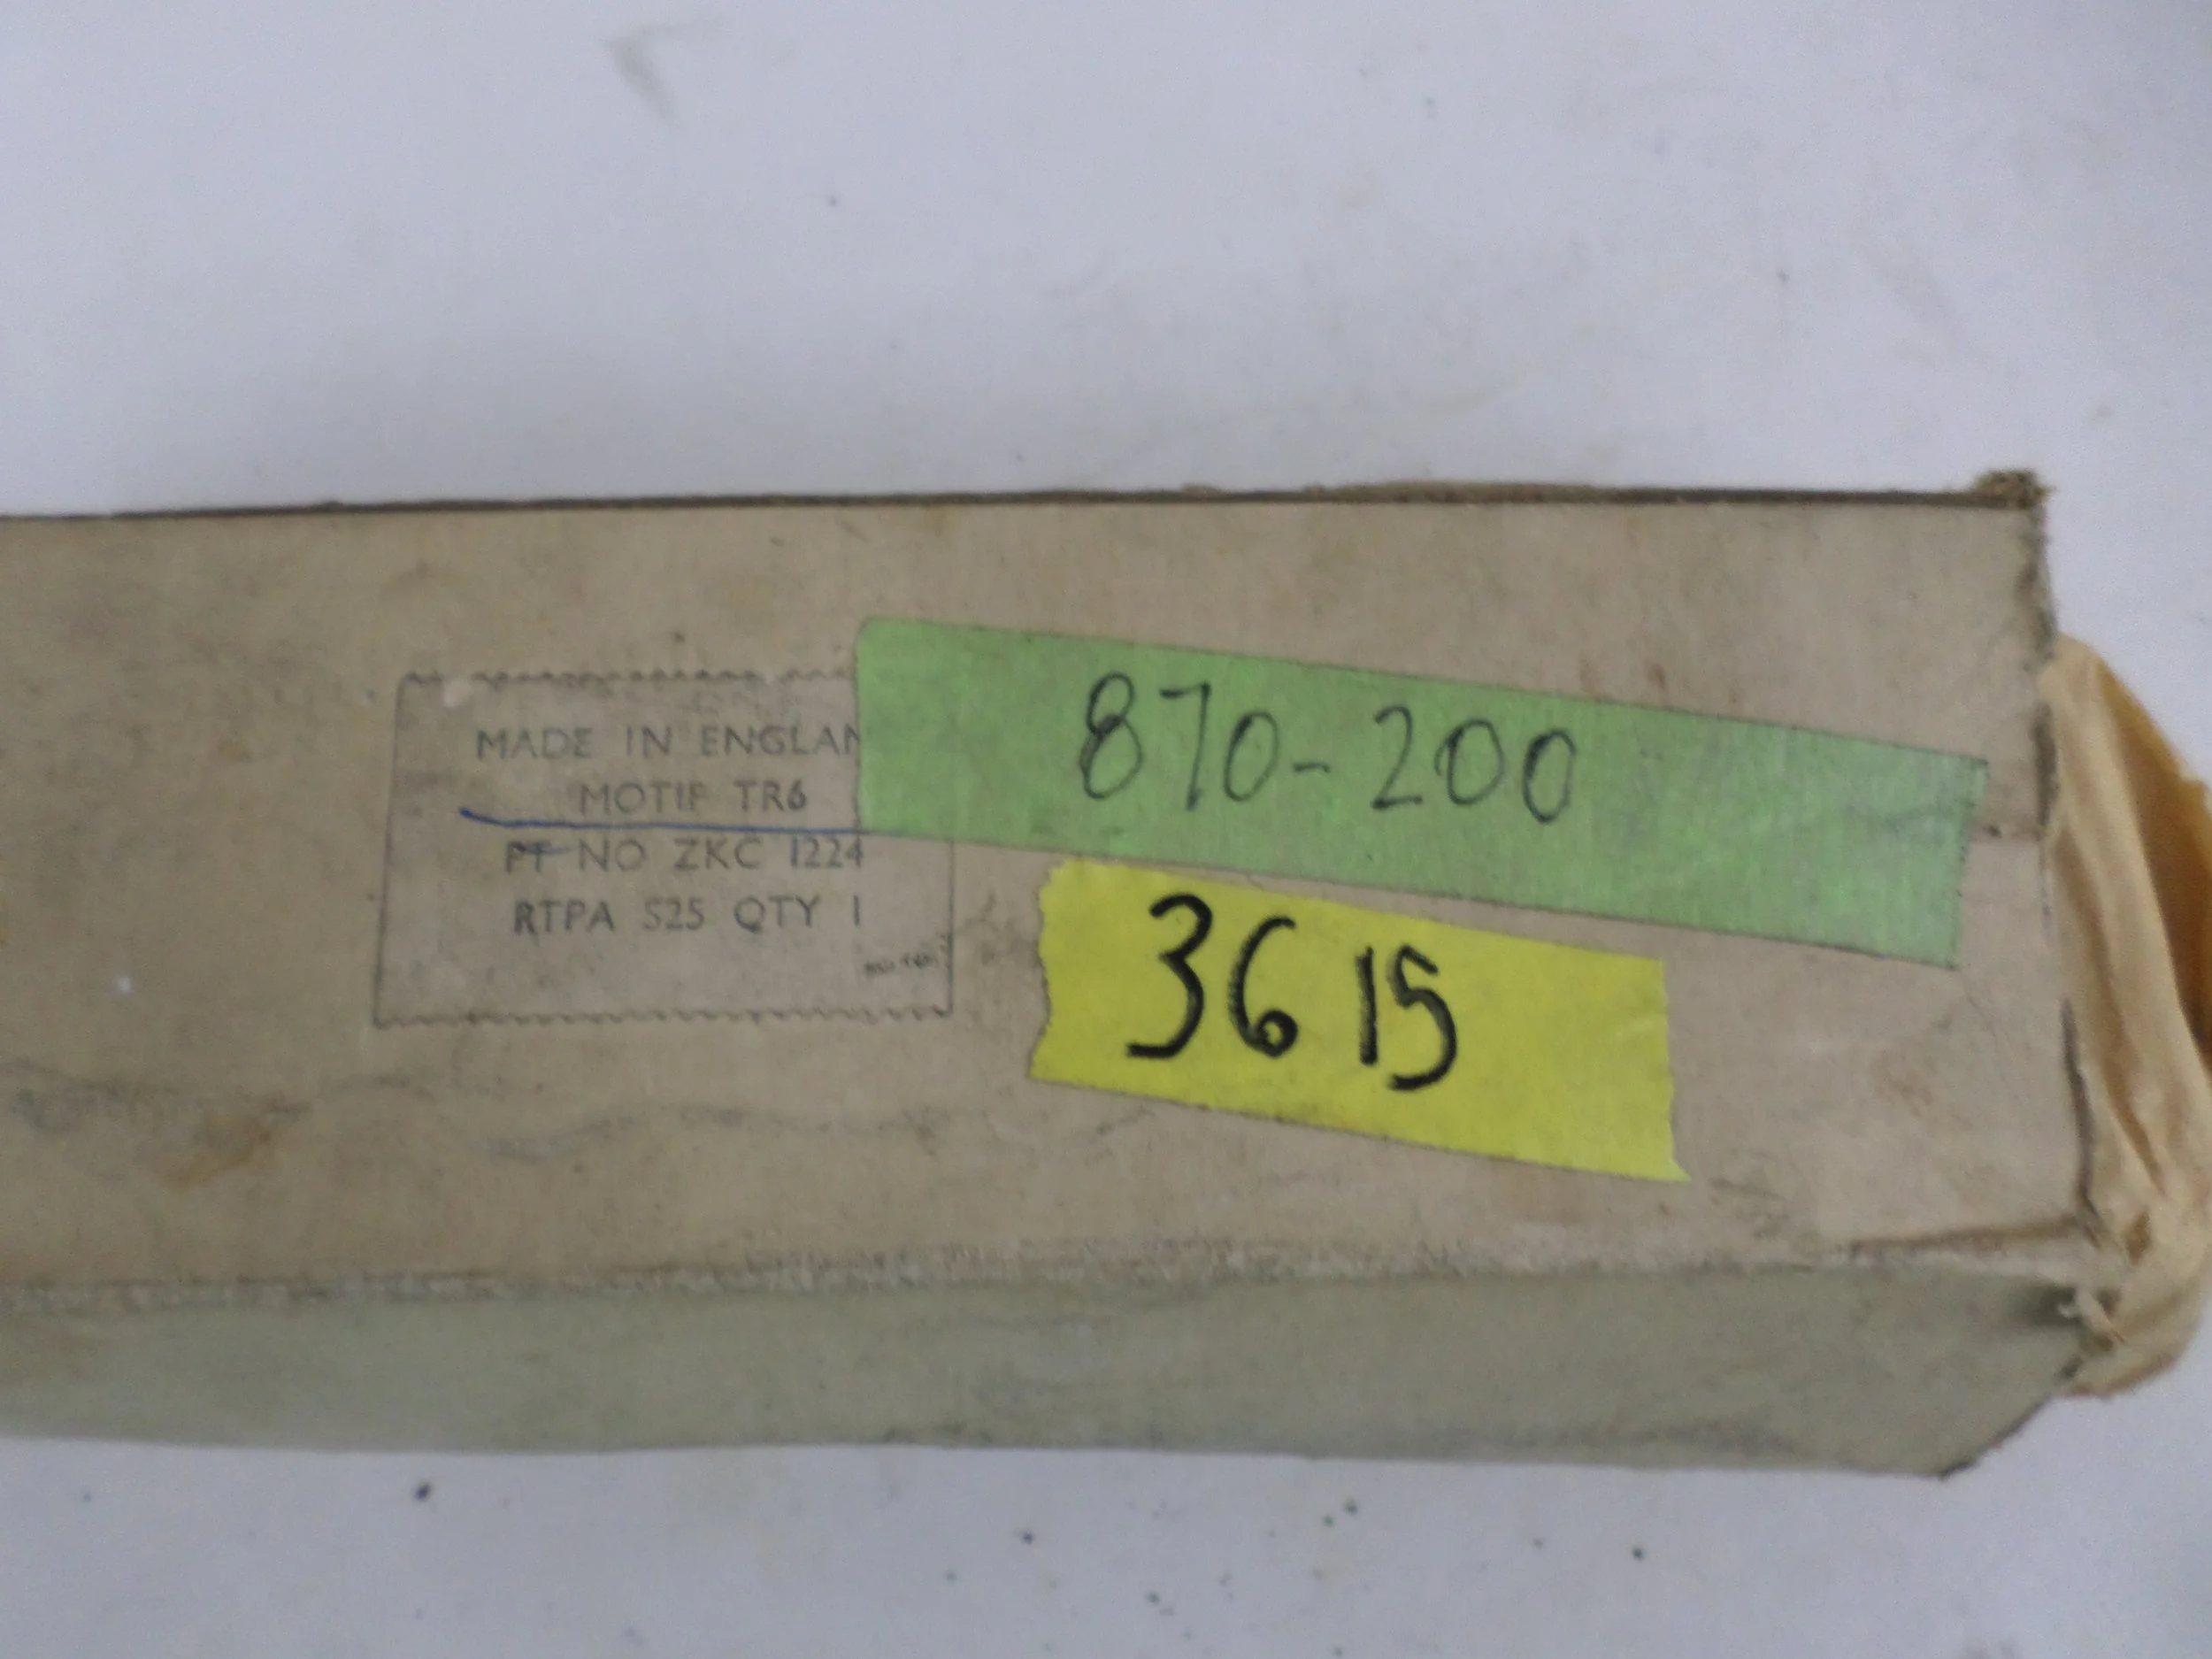 MADE IN ENGLAN
MOTIF TR6
PT NO ZKC 1224
RTPA 525 QTY 1
870-200
3615